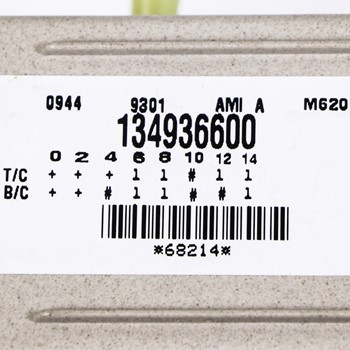 0944 9301 AMI A M620
134936600
0 2 4 6 8 10 12 14
T/C + + + 1 1 # 1 1
B/C + + # 1 1 # # 1
*68214*